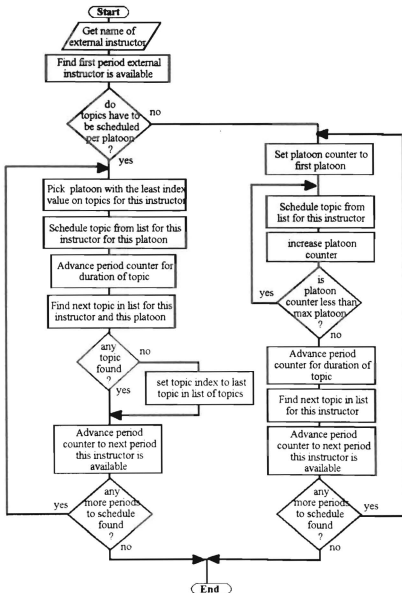 Start
Get name of
external instructor
Find first period external
instructor is available
do
topics have to
be scheduled
per platoon
?
no
yes
Pick platoon with the least index
value on topics for this instructor
Schedule topic from list for this
instructor for this platoon
Advance period counter for
duration of topic
Find next topic in list for this
instructor and this platoon
any
topic
found
?
no
yes
set topic index to last
topic in list of topics
Advance period
counter to next period
this instructor is
available
any
more periods
to schedule
found
?
yes
no
Set platoon counter to
first platoon
Schedule topic from
list for this instructor
increase platoon
counter
is
platoon
counter less than
max platoon
?
yes
no
Advance period
counter for duration of
topic
Find next topic in list
for this instructor
Advance period
counter to next period
this instructor is
available
any
more periods
to schedule
found
?
yes
no
End